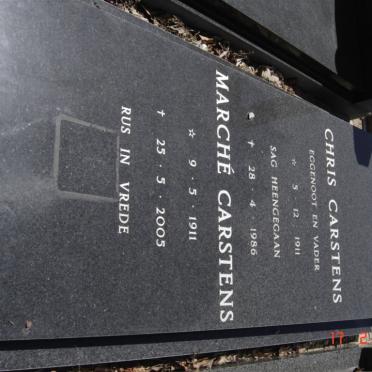 CHRIS CARSTENS
EGGENOOT EN VADER
☆ 5 · 12 · 1911
SAG HEENGEGAAN
✝ 28 · 4 · 1986
MARCHÉ CARSTENS
☆ 9 · 5 · 1911
✝ 25 · 5 · 2005
RUS IN VREDE